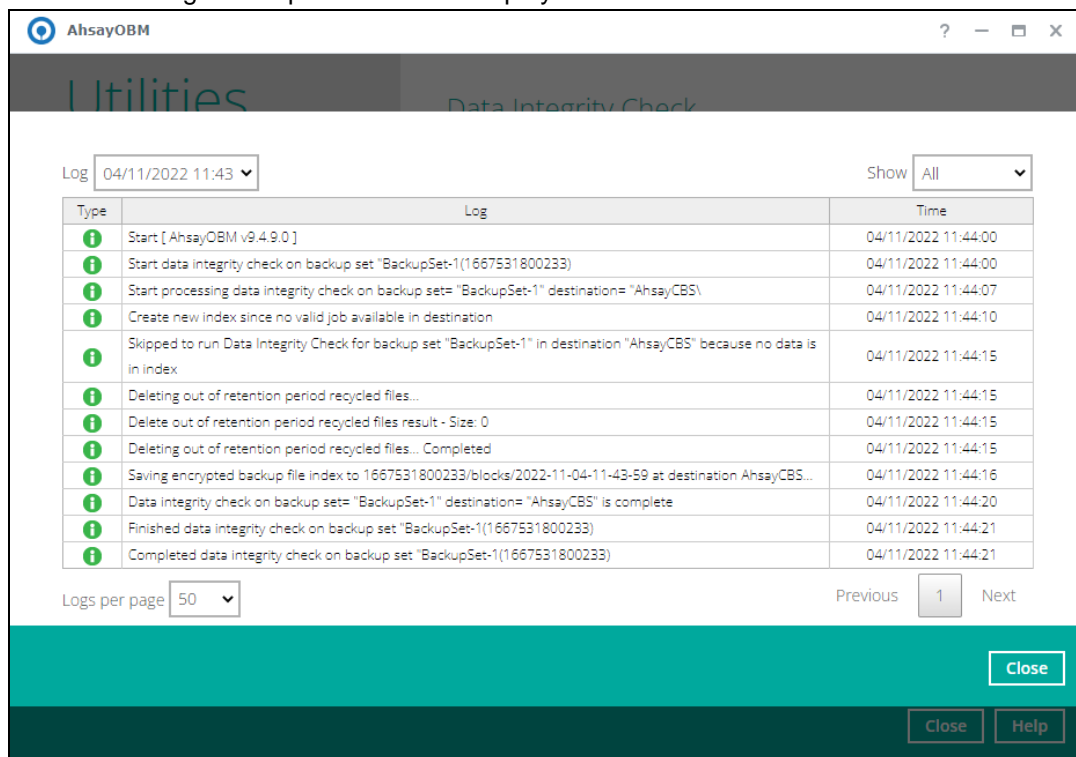 AhsayOBM
Utilities
Data Integrity Check
Log 04/11/2022 11:43 Show All
Type Log Time
Start [ AhsayOBM v9.4.9.0 ] 04/11/2022 11:44:00
Start data integrity check on backup set "BackupSet-1(1667531800233) 04/11/2022 11:44:00
Start processing data integrity check on backup set= "BackupSet-1" destination= "AhsayCBS\ 04/11/2022 11:44:07
Create new index since no valid job available in destination 04/11/2022 11:44:10
Skipped to run Data Integrity Check for backup set "BackupSet-1" in destination "AhsayCBS" because no data is
in index 04/11/2022 11:44:15
Deleting out of retention period recycled files... 04/11/2022 11:44:15
Delete out of retention period recycled files result - Size: 0 04/11/2022 11:44:15
Deleting out of retention period recycled files... Completed 04/11/2022 11:44:15
Saving encrypted backup file index to 1667531800233/blocks/2022-11-04-11-43-59 at destination AhsayCBS... 04/11/2022 11:44:16
Data integrity check on backup set= "BackupSet-1" destination= "AhsayCBS" is complete 04/11/2022 11:44:20
Finished data integrity check on backup set "BackupSet-1(1667531800233) 04/11/2022 11:44:21
Completed data integrity check on backup set "BackupSet-1(1667531800233) 04/11/2022 11:44:21
Logs per page 50 Previous 1 Next
Close
Close Help